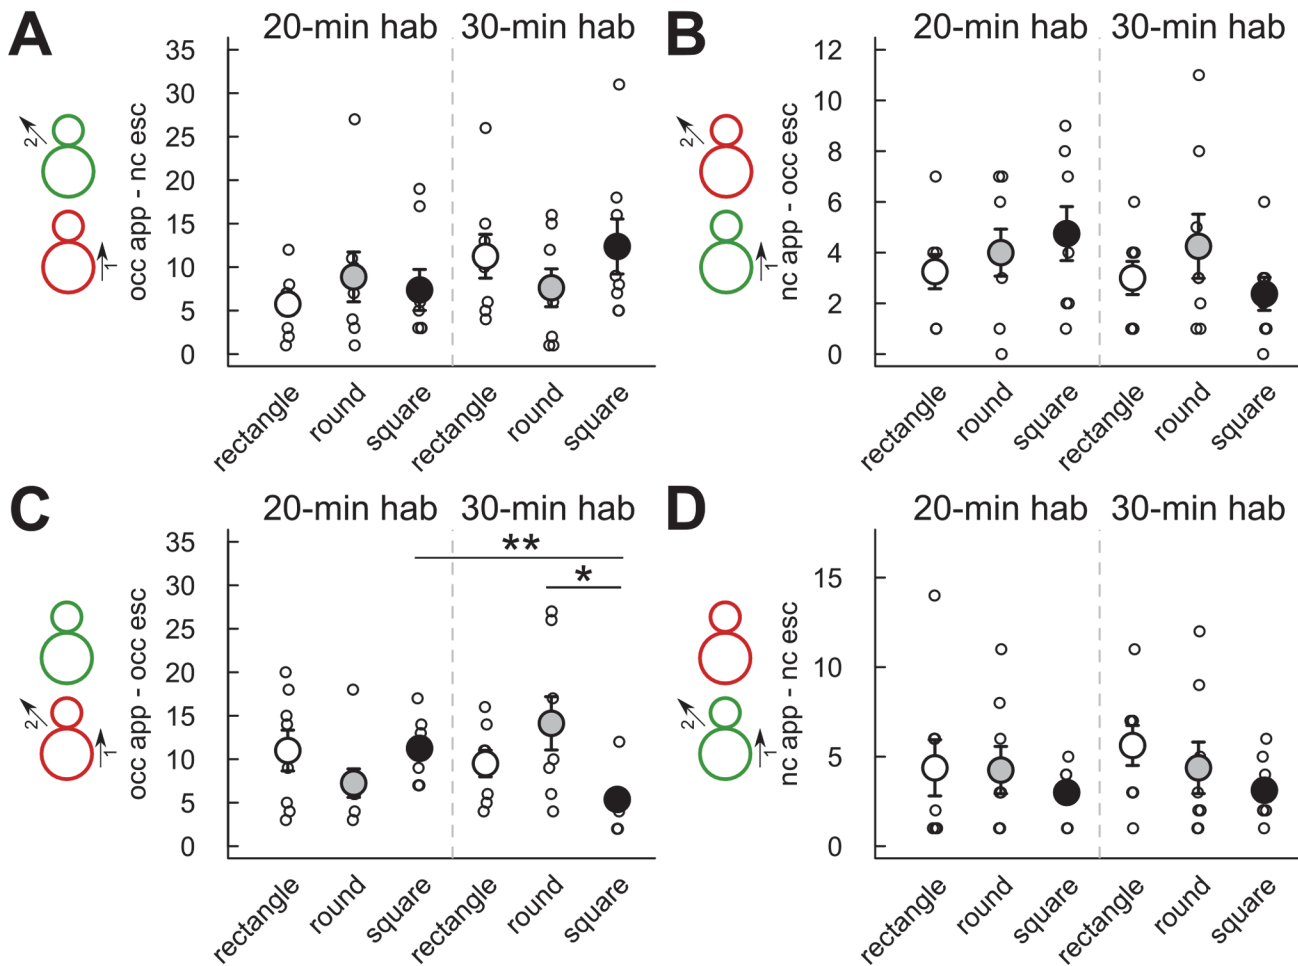 A
20-min hab 30-min hab
occ app - nc esc
35
30
25
20
15
10
5
0
2
1
rectangle
round
square
rectangle
round
square
B
20-min hab 30-min hab
nc app - occ esc
12
10
8
6
4
2
0
2
1
rectangle
round
square
rectangle
round
square
C
20-min hab 30-min hab
occ app - occ esc
35
30
25
20
15
10
5
0
**
*
2
1
rectangle
round
square
rectangle
round
square
D
20-min hab 30-min hab
nc app - nc esc
15
10
5
0
2
1
rectangle
round
square
rectangle
round
square